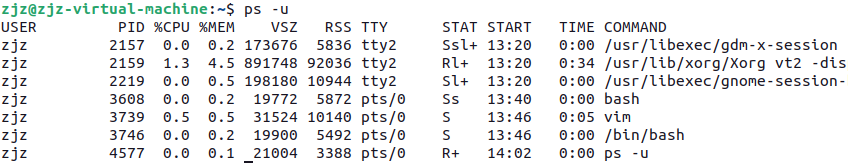 zjz@zjz-virtual-machine:~$ ps -u
USER         PID %CPU %MEM    VSZ   RSS TTY      STAT START   TIME COMMAND
zjz         2157  0.0  0.2 173676  5836 tty2     Ssl+ 13:20   0:00 /usr/libexec/gdm-x-session
zjz         2159  1.3  4.5 891748 92036 tty2     Rl+  13:20   0:34 /usr/lib/xorg/Xorg vt2 -dis
zjz         2219  0.0  0.5 198180 10944 tty2     Sl+  13:20   0:00 /usr/libexec/gnome-session-
zjz         3608  0.0  0.2  19772  5872 pts/0    Ss   13:40   0:00 bash
zjz         3739  0.5  0.5  31524 10140 pts/0    S    13:46   0:05 vim
zjz         3746  0.0  0.2  19900  5492 pts/0    S    13:46   0:00 /bin/bash
zjz         4577  0.0  0.1  21004  3388 pts/0    R+   14:02   0:00 ps -u